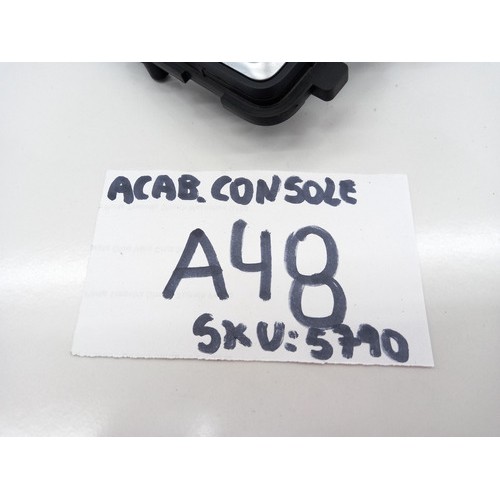 ACAB. CONSOLE
A48
SKU: 5790